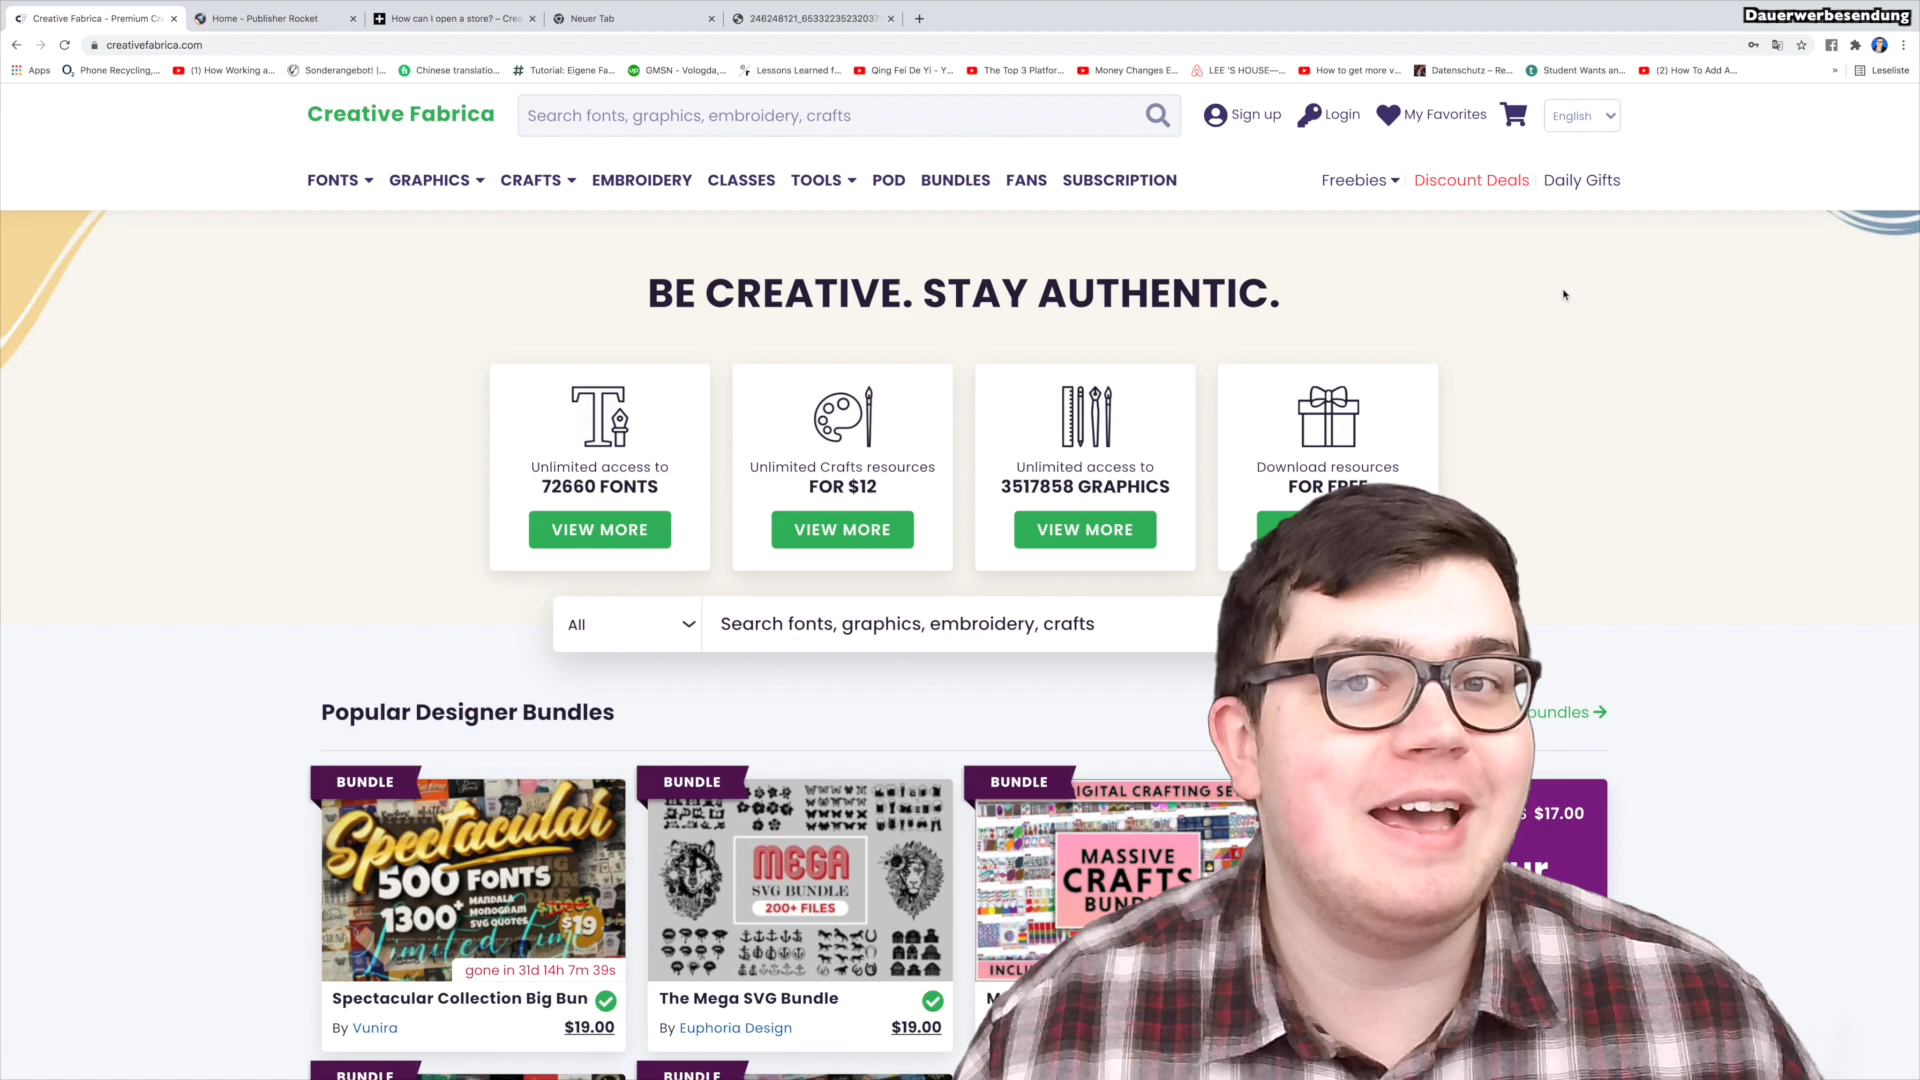 Dauerwerbesendung
Creative Fabrica - Premium Cr
Home - Publisher Rocket
How can I open a store? – Crea
Neuer Tab
246248121_65332235232037
creativefabrica.com
Apps
Phone Recycling,...
(1) How Working a...
Sonderangebot! |...
Chinese translatio...
Tutorial: Eigene Fa...
GMSN - Vologda,...
Lessons Learned f...
Qing Fei De Yi - Y...
The Top 3 Platfor...
Money Changes E...
LEE 'S HOUSE—...
How to get more v...
Datenschutz – Re...
Student Wants an...
(2) How To Add A...
»
Leseliste
Creative Fabrica
Search fonts, graphics, embroidery, crafts
Sign up
Login
My Favorites
English
FONTS
GRAPHICS
CRAFTS
EMBROIDERY
CLASSES
TOOLS
POD
BUNDLES
FANS
SUBSCRIPTION
Freebies
Discount Deals
Daily Gifts
BE CREATIVE. STAY AUTHENTIC.
Unlimited access to
72660 FONTS
VIEW MORE
Unlimited Crafts resources
FOR $12
VIEW MORE
Unlimited access to
3517858 GRAPHICS
VIEW MORE
Download resources
FOR FREE
All
Search fonts, graphics, embroidery, crafts
Popular Designer Bundles
bundles
BUNDLE
Spectacular
500 FONTS
1300+
MANDALA
MONOGRAM
SVG QUOTES
$19
Limited Tim
gone in 31d 14h 7m 39s
Spectacular Collection Big Bun
By Vunira
$19.00
BUNDLE
MEGA
SVG BUNDLE
200+ FILES
The Mega SVG Bundle
By Euphoria Design
$19.00
BUNDLE
DIGITAL CRAFTING SE
MASSIVE
CRAFTS
BUN
INCLU
M
$17.00
ur
BUNDLE
BUNDLE